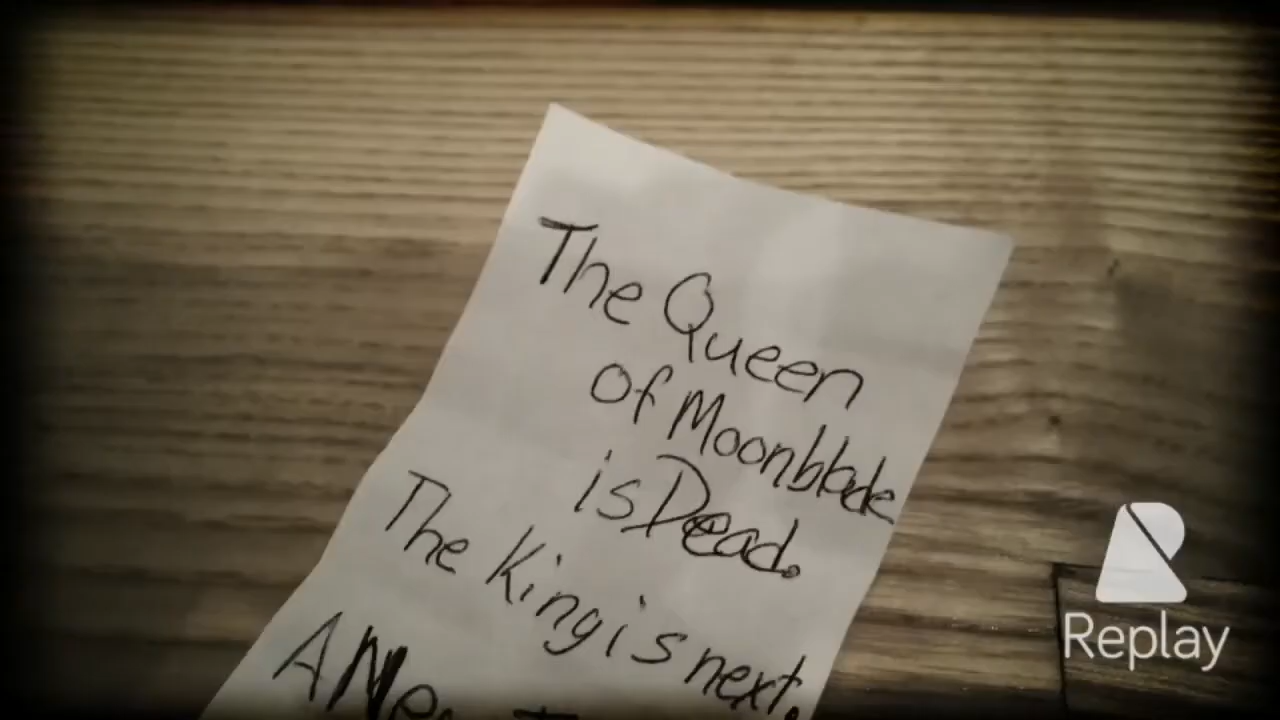 The Queen
of Moonblade
is Dead.
The King is next.
A
Replay